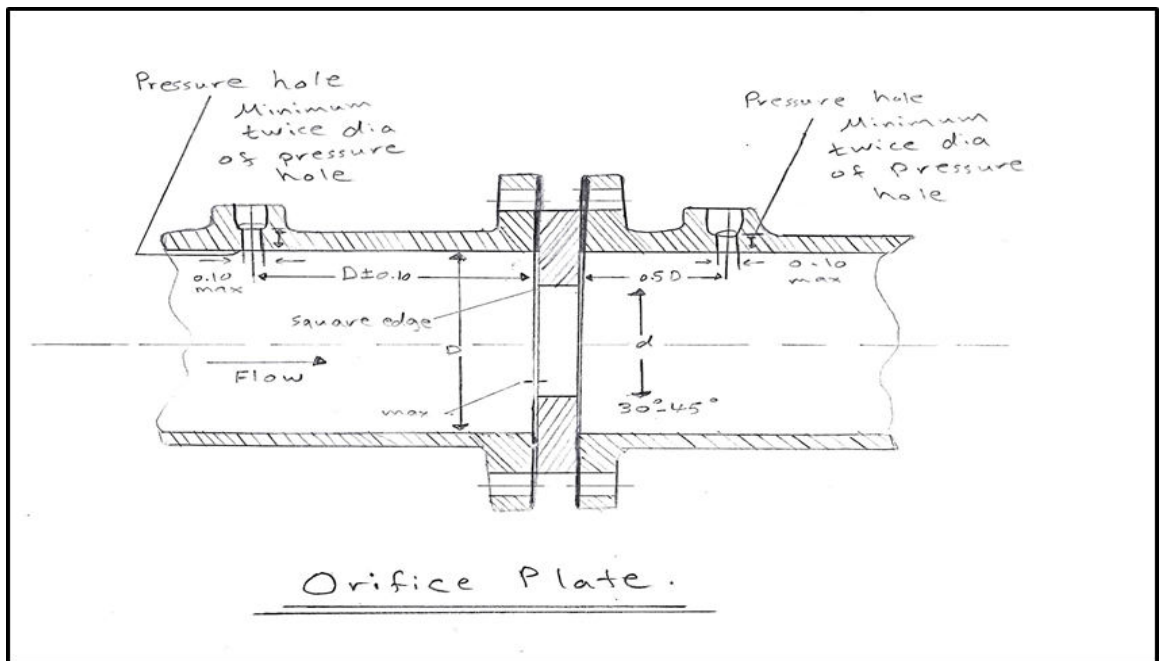 Pressure hole
Minimum
twice dia
of pressure
hole
Pressure hole
Minimum
twice dia
of Pressure
hole
0.10
max
D±0.10
0.5D
0.10
max
square edge
D
d
Flow
max
30°-45°
Orifice Plate.